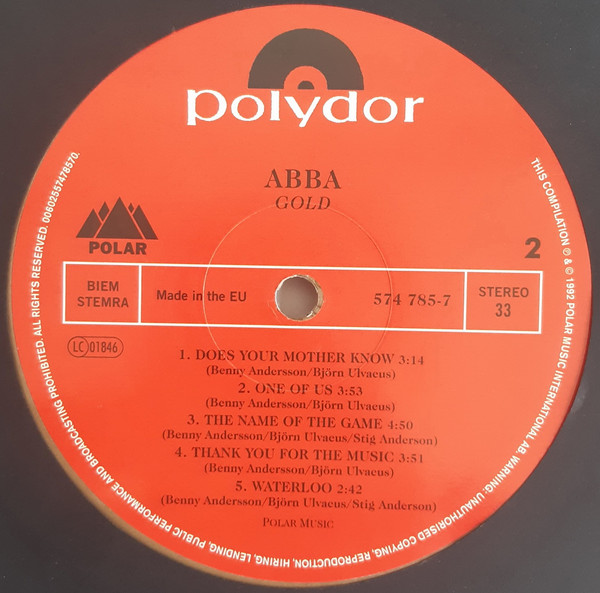 polydor
ABBA
GOLD
POLAR
2
BIEM
STEMRA
Made in the EU
574 785-7
STEREO
33
LC 01846
1. DOES YOUR MOTHER KNOW 3:14
(Benny Andersson/Björn Ulvaeus)
2. ONE OF US 3:53
(Benny Andersson/Björn Ulvaeus)
3. THE NAME OF THE GAME 4:50
(Benny Andersson/Björn Ulvaeus/Stig Anderson)
4. THANK YOU FOR THE MUSIC 3:51
(Benny Andersson/Björn Ulvaeus)
5. WATERLOO 2:42
(Benny Andersson/Björn Ulvaeus/Stig Anderson)
POLAR MUSIC
THIS COMPILATION ℗ & © 1992 POLAR MUSIC INTERNATIONAL AB. WARNING: UNAUTHORISED COPYING, REPRODUCTION, HIRING, LENDING, PUBLIC PERFORMANCE AND BROADCASTING PROHIBITED. ALL RIGHTS RESERVED. 00602557478570.